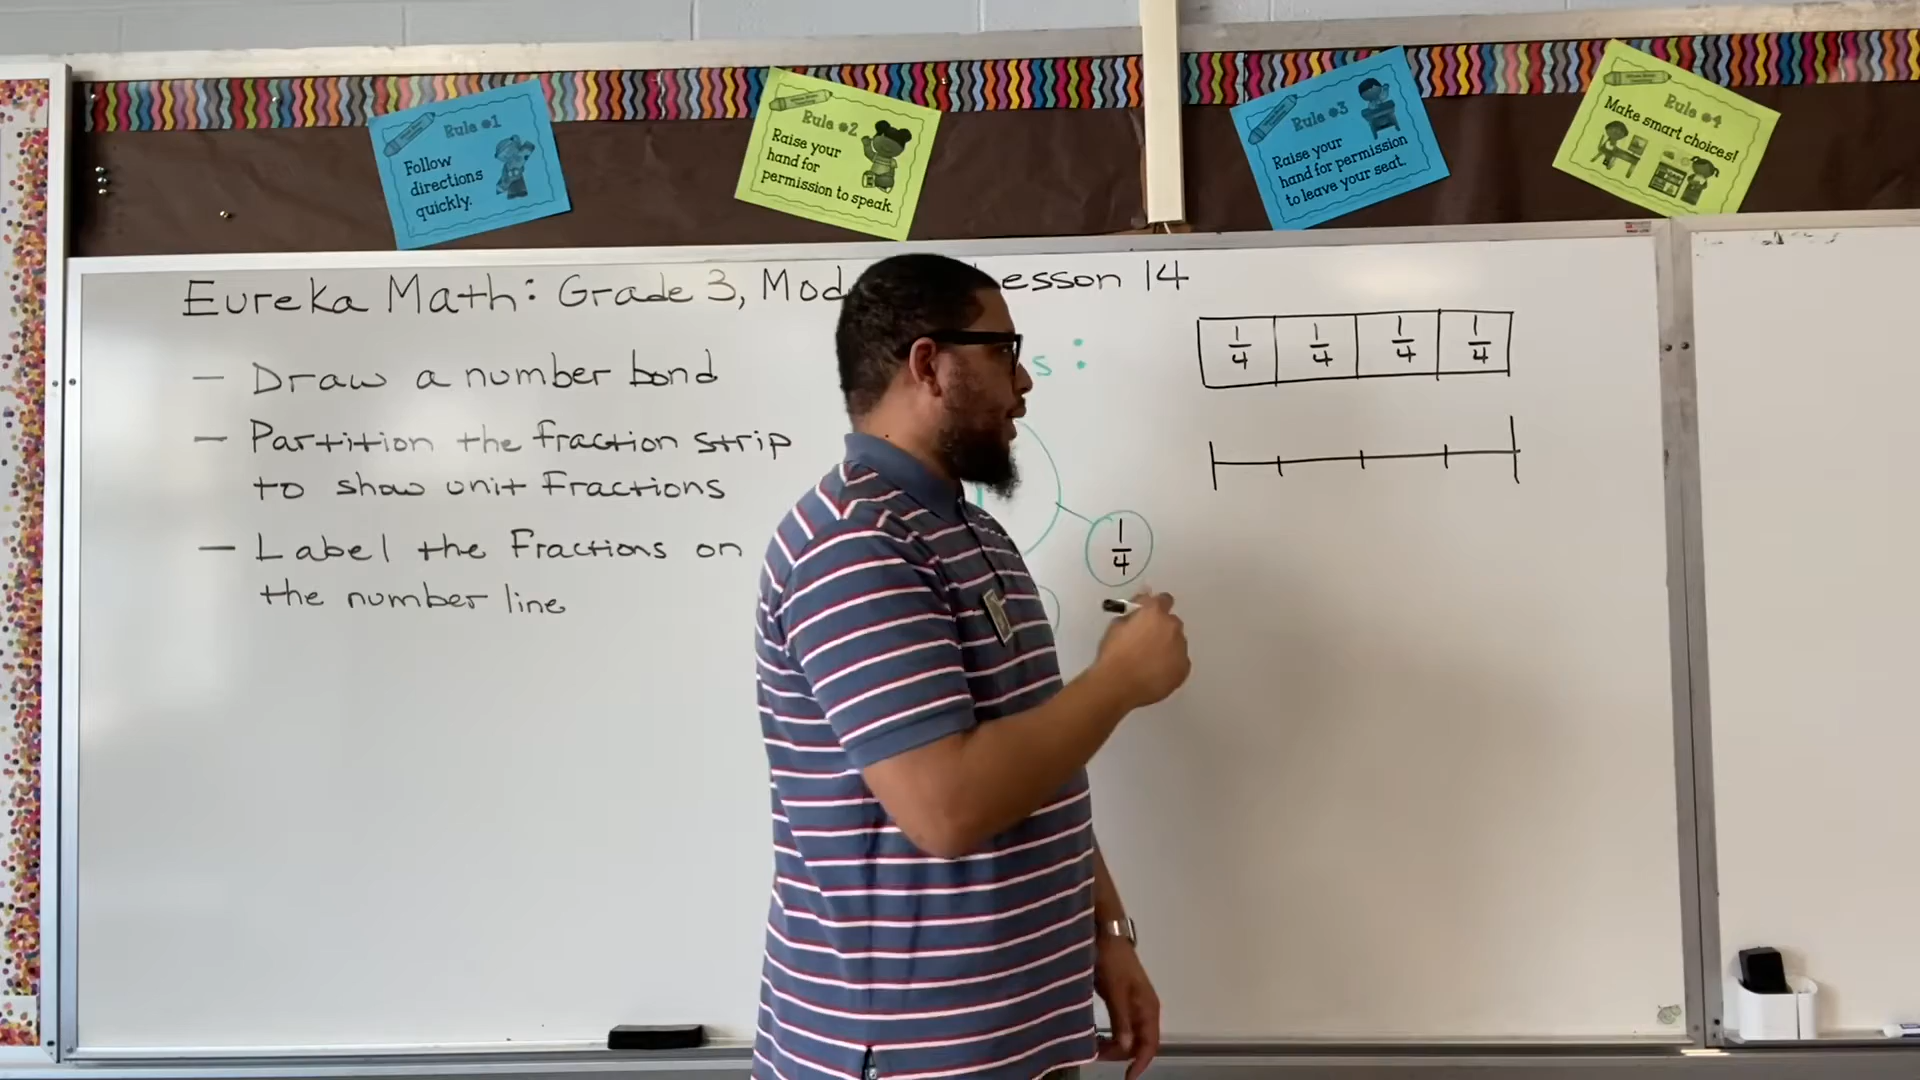 Rule #1
Follow
directions
quickly.
Rule #2
Raise your
hand for
permission to speak.
Rule #3
Raise your
hand for permission
to leave your seat.
Rule #4
Make smart choices!
Eureka Math: Grade 3, Mod esson 14
- Draw a number bond
- Partition the fraction strip
to show unit Fractions
- Label the Fractions on
the number line
s:
1/4
1/4 1/4 1/4 1/4